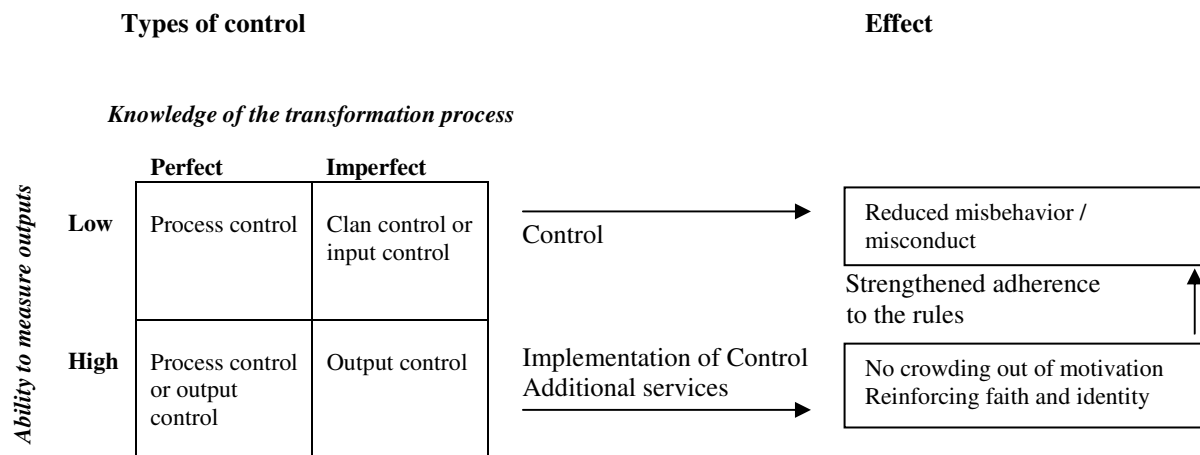 Types of control
Effect
Knowledge of the transformation process
Perfect
Imperfect
Ability to measure outputs
Low
Process control
Clan control or
input control
Control
Reduced misbehavior /
misconduct
Strengthened adherence
to the rules
High
Process control
or output
control
Output control
Implementation of Control
Additional services
No crowding out of motivation
Reinforcing faith and identity